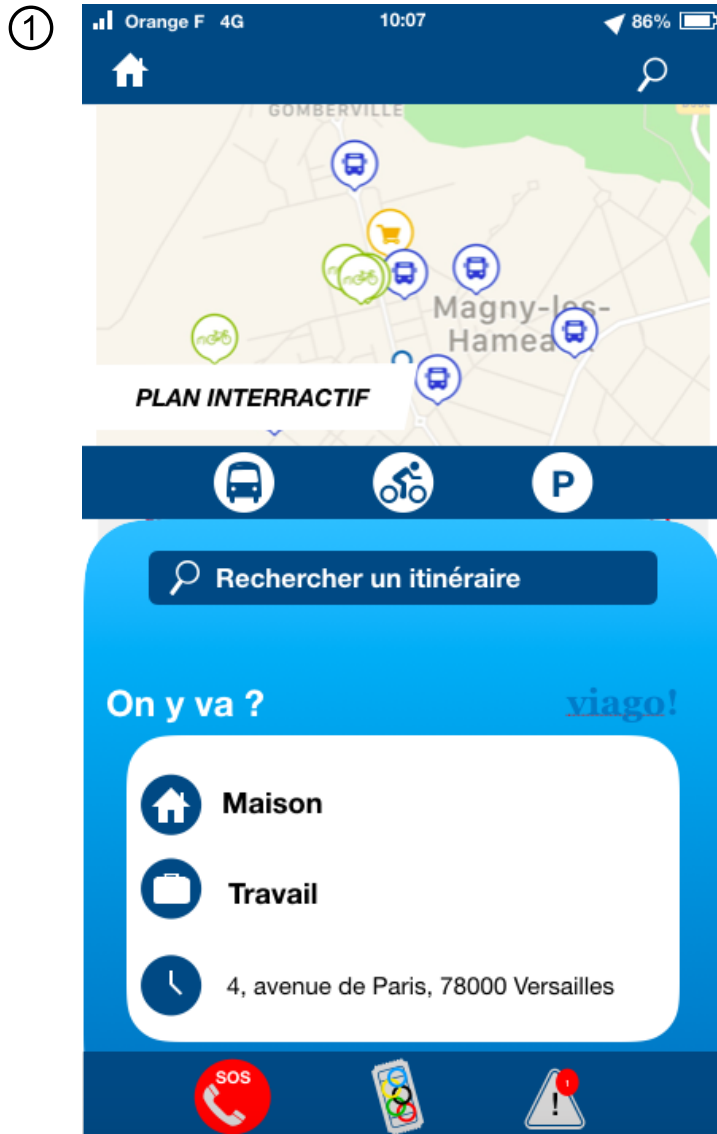 ①
Orange F 4G 10:07 86%
GOMBERVILLE
Magny-les-
Hameaux
PLAN INTERRACTIF
P
Rechercher un itinéraire
On y va ?
viago!
Maison
Travail
4, avenue de Paris, 78000 Versailles
SOS
1
!